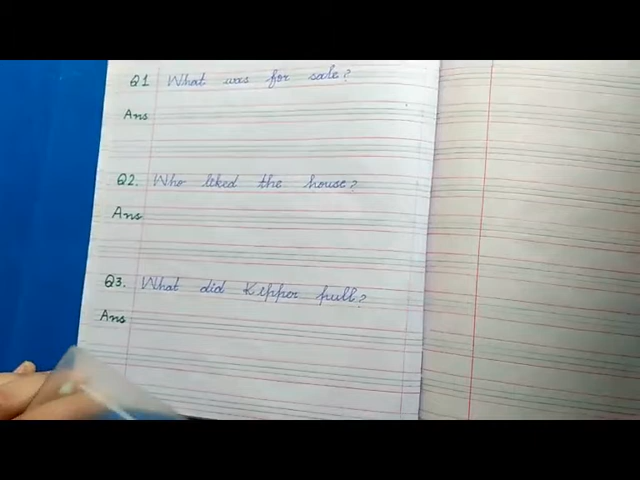 Q1 What was for sale?
Ans
Q2. Who liked the house?
Ans
Q3. What did Kipper pull?
Ans